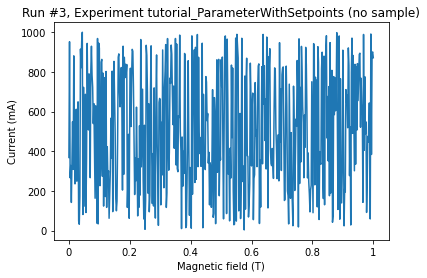 Run #3, Experiment tutorial_ParameterWithSetpoints (no sample)
1000
800
600
400
200
0
Current (mA)
0 0.2 0.4 0.6 0.8 1
Magnetic field (T)